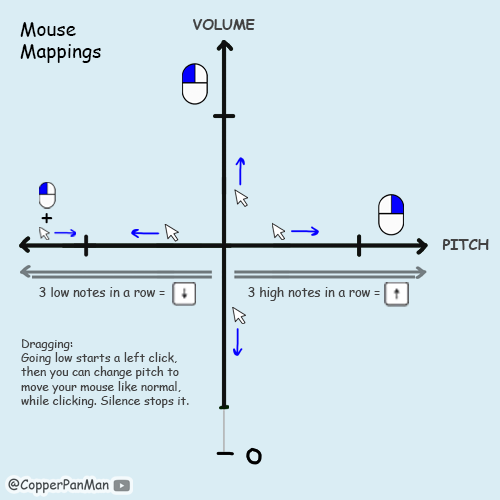 Mouse
Mappings
VOLUME
+
PITCH
3 low notes in a row = ↓
3 high notes in a row = ↑
Dragging:
Going low starts a left click,
then you can change pitch to
move your mouse like normal,
while clicking. Silence stops it.
0
@CopperPanMan